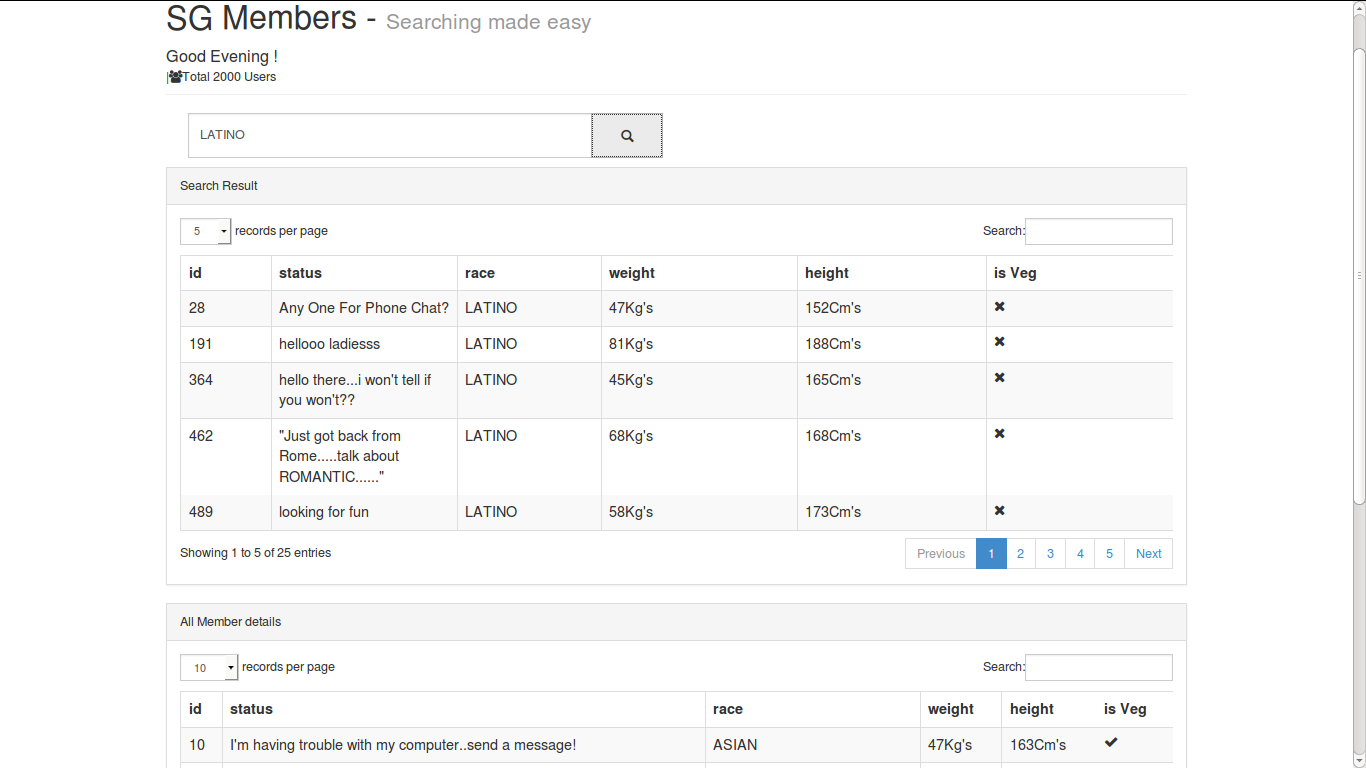 SG Members - Searching made easy
Good Evening !
Total 2000 Users
LATINO
Search Result
5 records per page Search:
id status race weight height is Veg
28 Any One For Phone Chat? LATINO 47Kg's 152Cm's
191 hellooo ladiesss LATINO 81Kg's 188Cm's
364 hello there...i won't tell if LATINO 45Kg's 165Cm's
you won't??
462 "Just got back from LATINO 68Kg's 168Cm's
Rome.....talk about
ROMANTIC......"
489 looking for fun LATINO 58Kg's 173Cm's
Showing 1 to 5 of 25 entries Previous 1 2 3 4 5 Next
All Member details
10 records per page Search:
id status race weight height is Veg
10 I'm having trouble with my computer..send a message! ASIAN 47Kg's 163Cm's